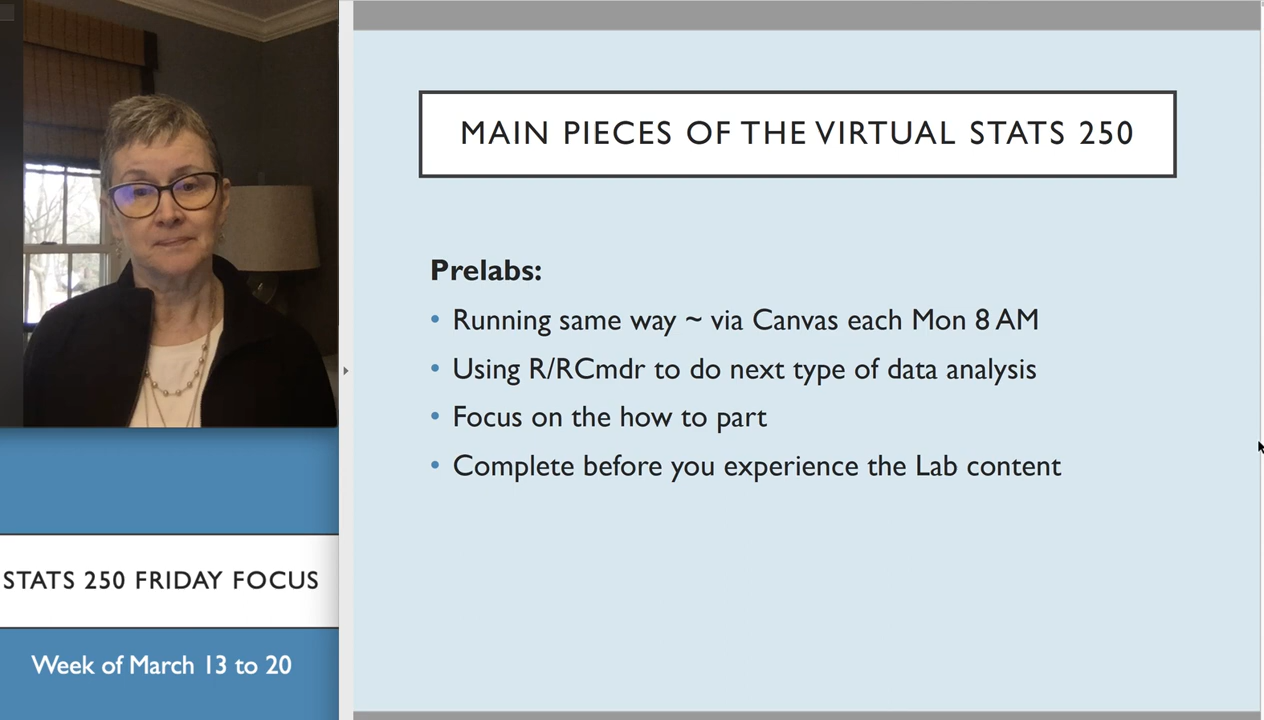 MAIN PIECES OF THE VIRTUAL STATS 250
Prelabs:
• Running same way ~ via Canvas each Mon 8 AM
• Using R/RCmdr to do next type of data analysis
• Focus on the how to part
• Complete before you experience the Lab content
STATS 250 FRIDAY FOCUS
Week of March 13 to 20